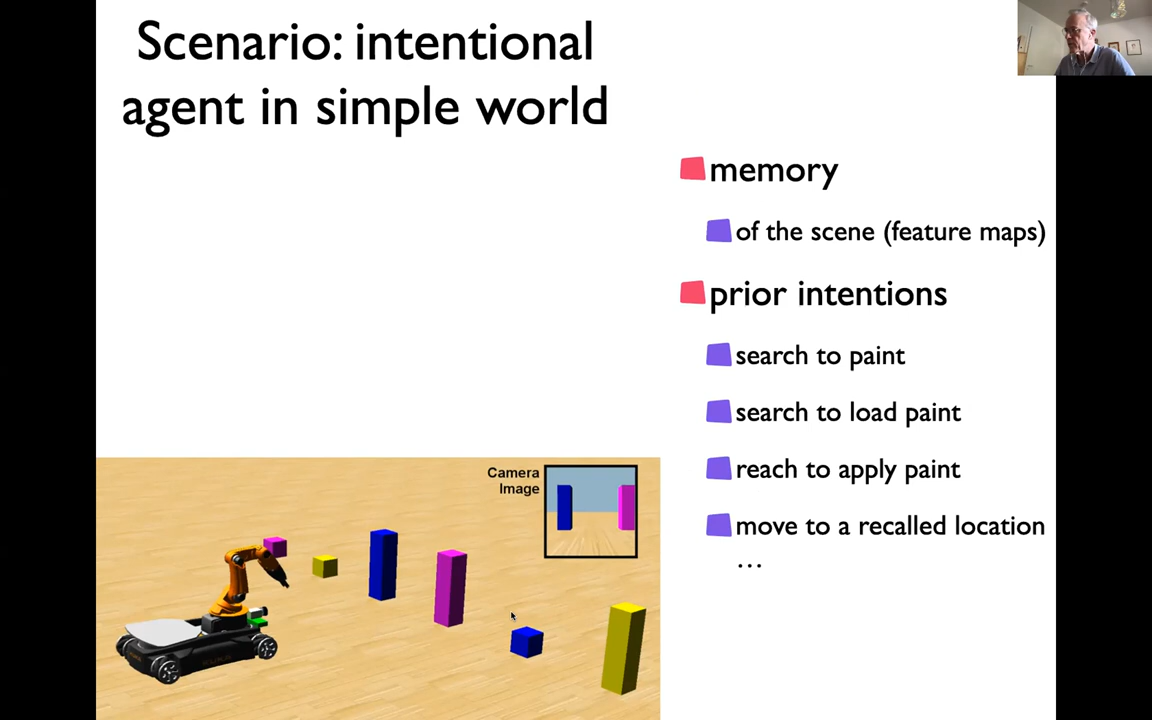 Scenario: intentional
agent in simple world
memory
of the scene (feature maps)
prior intentions
search to paint
search to load paint
reach to apply paint
move to a recalled location
...
Camera
Image